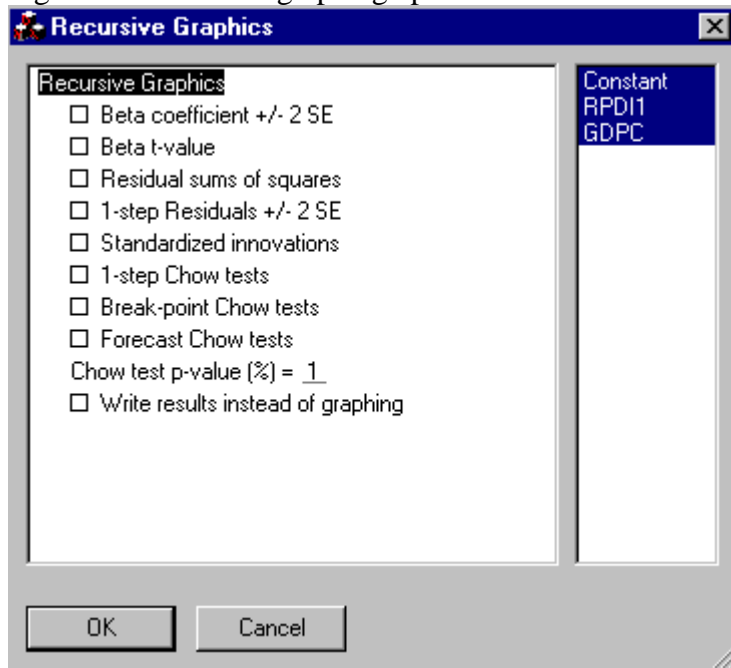 Recursive Graphics
Recursive Graphics
Beta coefficient +/- 2 SE
Beta t-value
Residual sums of squares
1-step Residuals +/- 2 SE
Standardized innovations
1-step Chow tests
Break-point Chow tests
Forecast Chow tests
Chow test p-value (%) = 1
Write results instead of graphing
Constant
RPDI1
GDPC
OK
Cancel